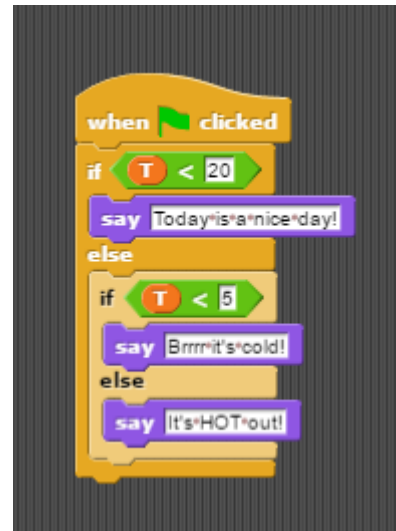 when clicked
if T < 20
say Today is a nice day!
else
if T < 5
say Brrrr it's cold!
else
say It's HOT out!